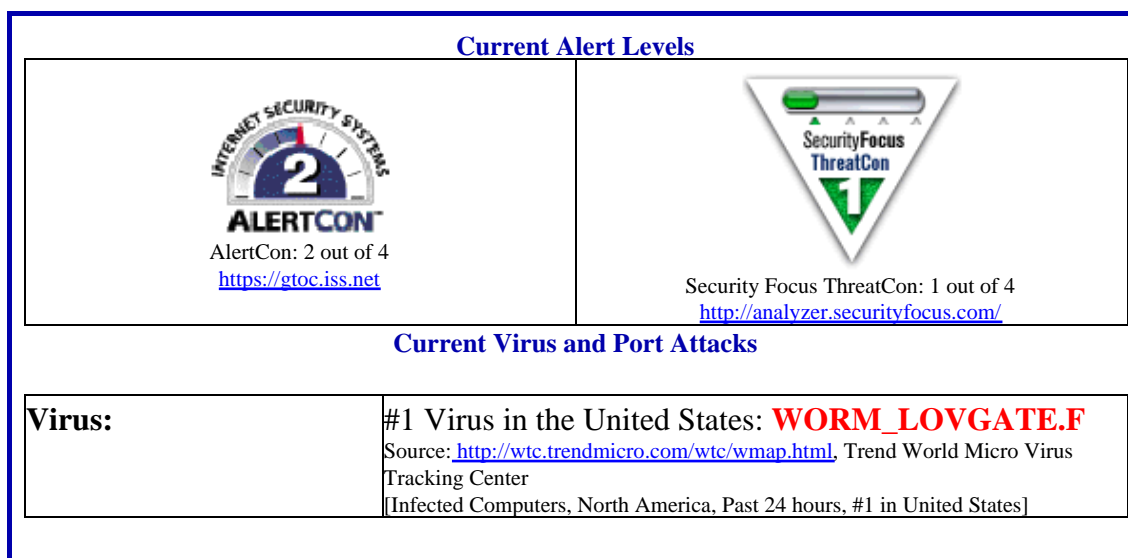 Current Alert Levels
INTERNET SECURITY SYSTEMS
2
ALERTCON™
AlertCon: 2 out of 4
https://gtoc.iss.net
SecurityFocus
ThreatCon
1
Security Focus ThreatCon: 1 out of 4
http://analyzer.securityfocus.com/
Current Virus and Port Attacks
Virus:
#1 Virus in the United States: WORM_LOVGATE.F
Source: http://wtc.trendmicro.com/wtc/wmap.html, Trend World Micro Virus
Tracking Center
[Infected Computers, North America, Past 24 hours, #1 in United States]